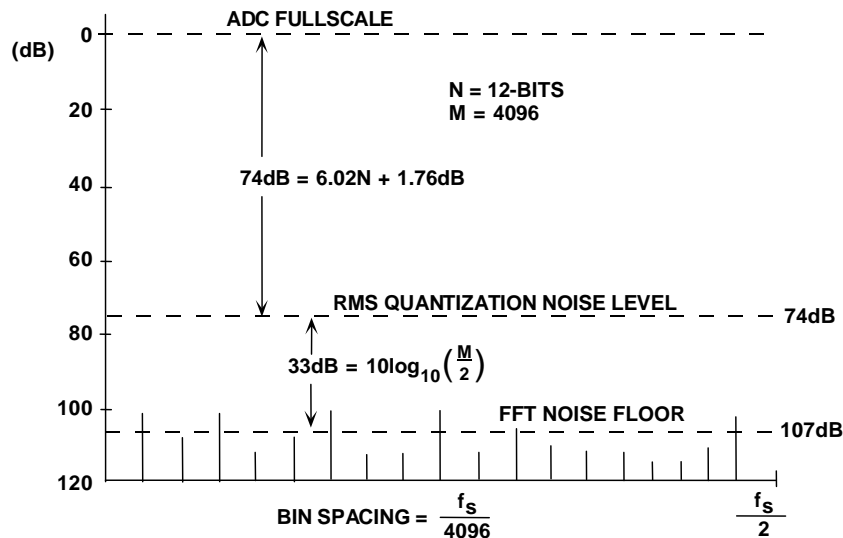 ADC FULLSCALE
(dB)
0
20
40
60
80
100
120
N = 12-BITS
M = 4096
74dB = 6.02N + 1.76dB
RMS QUANTIZATION NOISE LEVEL
74dB
33dB = 10log10(M/2)
FFT NOISE FLOOR
107dB
BIN SPACING = fs/4096
fs/2